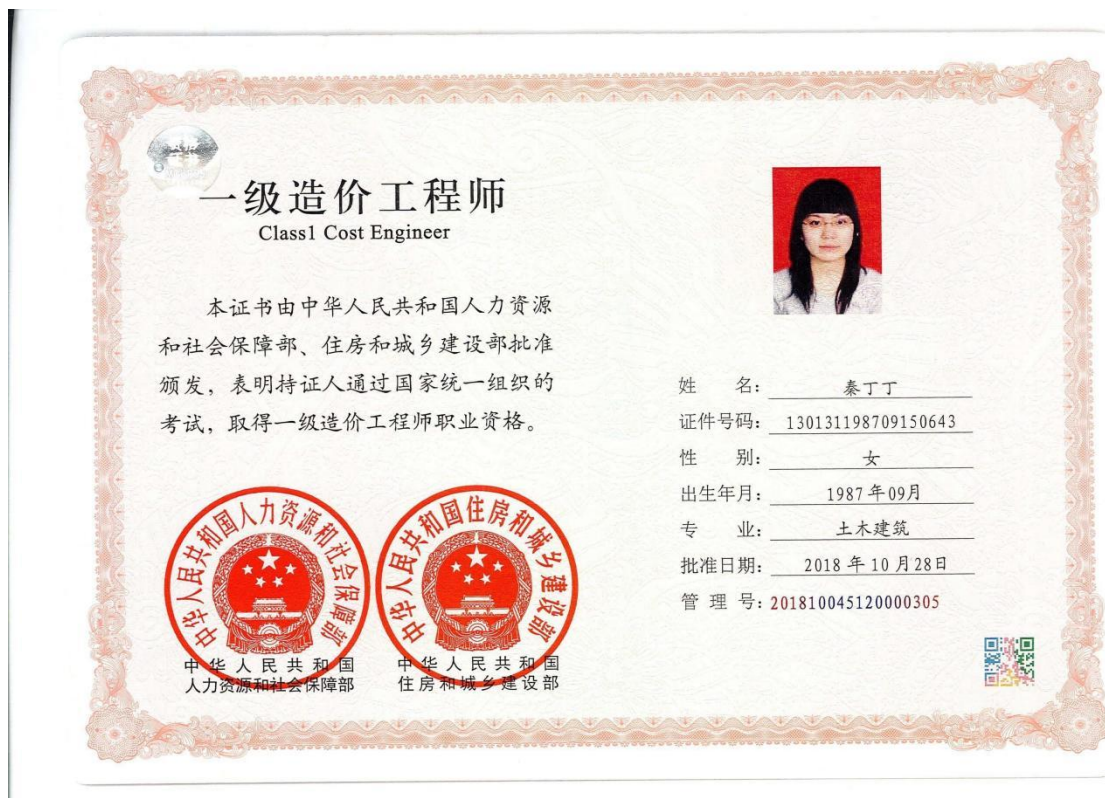 一级造价工程师
Class1 Cost Engineer
本证书由中华人民共和国人力资源
和社会保障部、住房和城乡建设部批准
颁发，表明持证人通过国家统一组织的
考试，取得一级造价工程师职业资格。
中华人民共和国人力资源和社会保障部
中华人民共和国住房和城乡建设部
中华人民共和国
人力资源和社会保障部
中华人民共和国
住房和城乡建设部
姓 名： 秦丁丁
证件号码： 130131198709150643
性 别： 女
出生年月： 1987年09月
专 业： 土木建筑
批准日期： 2018年10月28日
管 理 号： 201810045120000305